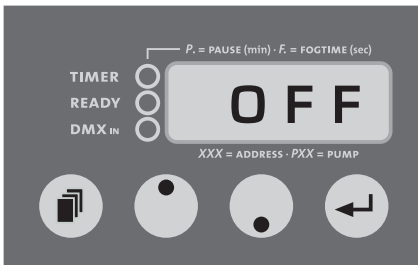 P. = PAUSE (min) · F. = FOGTIME (sec)
TIMER
READY
DMX IN
OFF
XXX = ADDRESS · PXX = PUMP